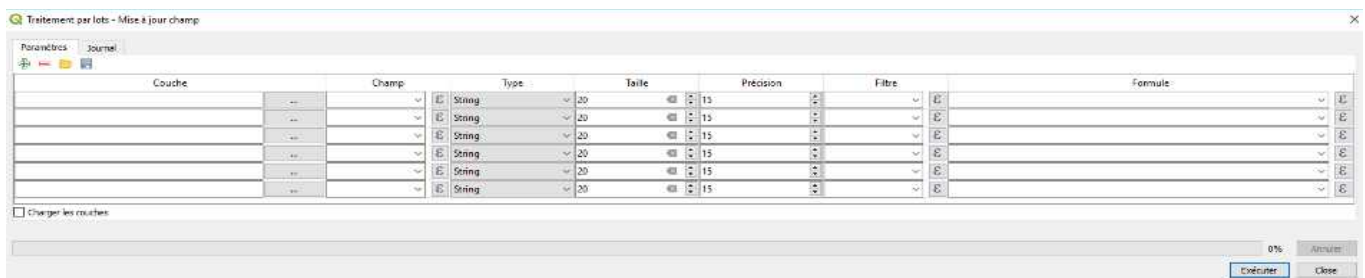 Traitement par lots - Mise à jour champ
Paramètres Journal
Couche Champ Type Taille Précision Filtre Formule
... ε String 20 15 ε ε
... ε String 20 15 ε ε
... ε String 20 15 ε ε
... ε String 20 15 ε ε
... ε String 20 15 ε ε
... ε String 20 15 ε ε
Charger les couches
0% Annuler
Exécuter Close